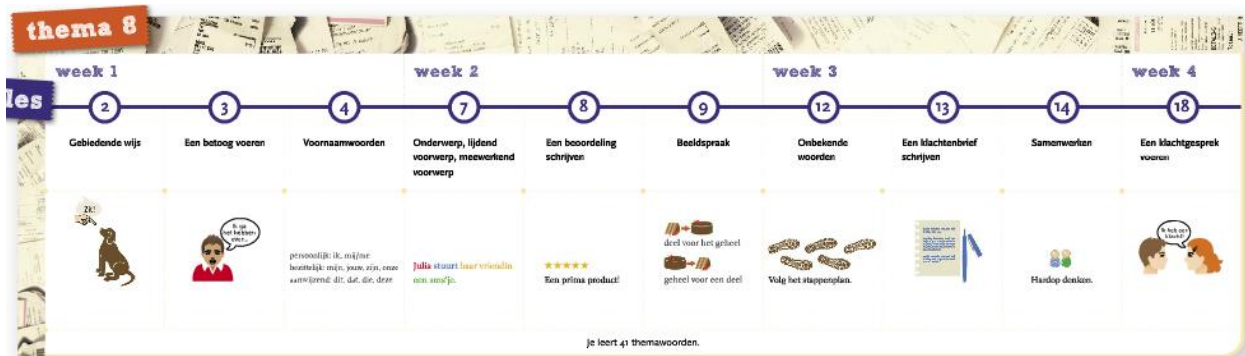 thema 8
week 1
week 2
week 3
week 4
les
2
3
4
7
8
9
12
13
14
18
Gebiedende wijs
Een betoog voeren
Voornaamwoorden
Onderwerp, lijdend
voorwerp, meewerkend
voorwerp
Een beoordeling
schrijven
Beeldspraak
Onbekende
woorden
Een klachtenbrief
schrijven
Samenwerken
Een klachtgesprek
voeren
Zit!
Ik ga
het hebben
over...
persoonlijk: ik, mij/me
bezittelijk: mijn, jouw, zijn, onze
aanwijzend: dit, dat, die, deze
Julia stuurt haar vriendin
een sms'je.
Een prima product!
deel voor het geheel
geheel voor een deel
Volg het stappenplan.
Hardop denken.
Ik heb een
klacht!
Je leert 41 themawoorden.